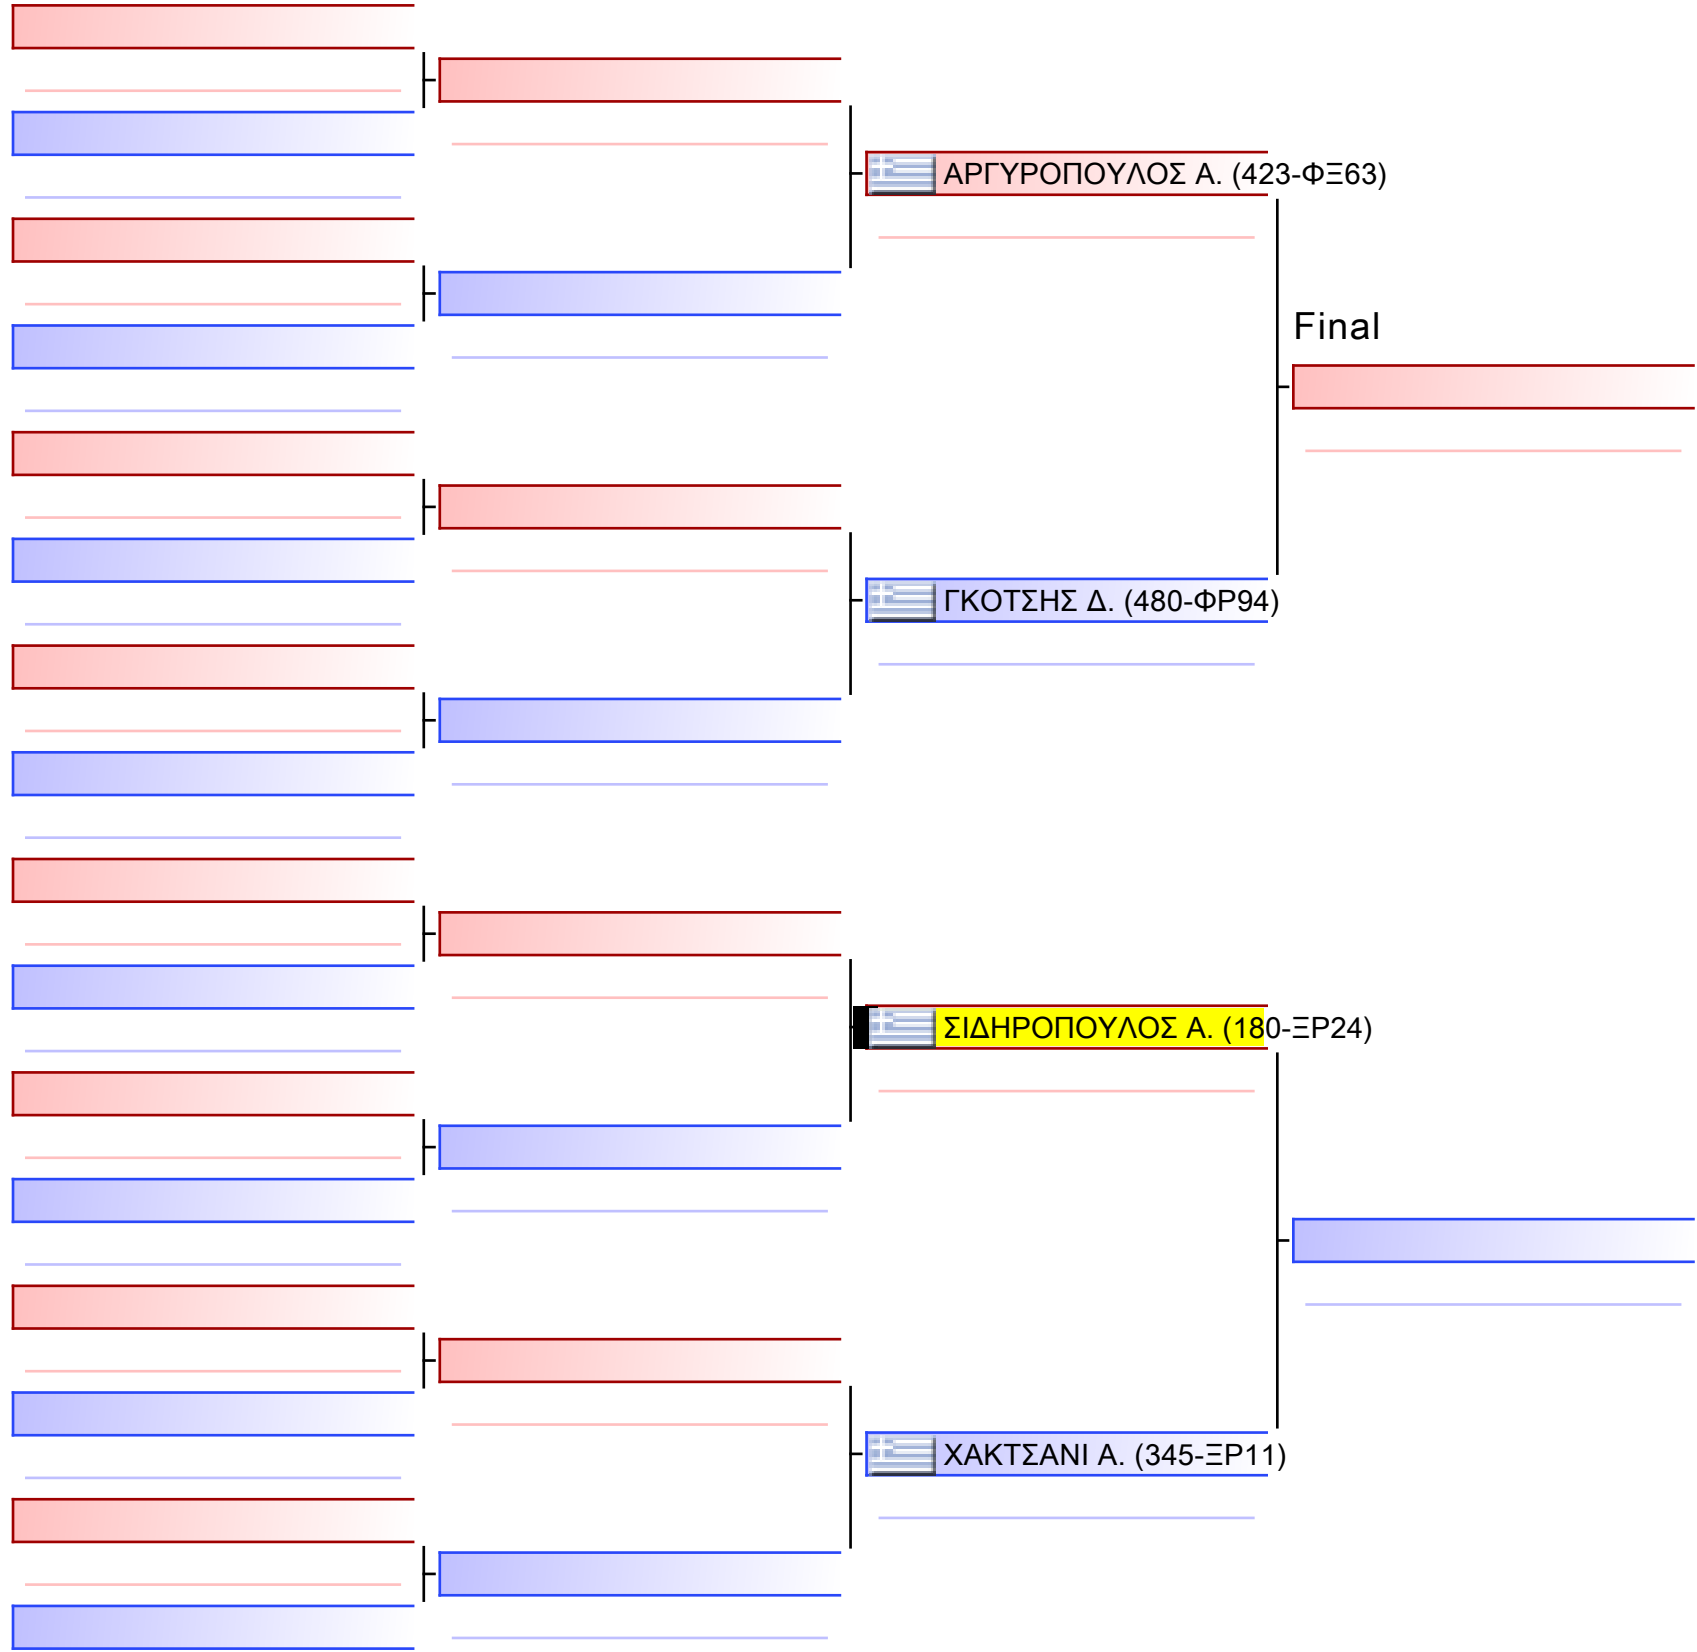 ΑΡΓΥΡΟΠΟΥΛΟΣ Α. (423-ΦΞ63)
Final
ΓΚΟΤΣΗΣ Δ. (480-ΦΡ94)
ΣΙΔΗΡΟΠΟΥΛΟΣ Α. (180-ΞΡ24)
ΧΑΚΤΣΑΝΙ Α. (345-ΞΡ11)